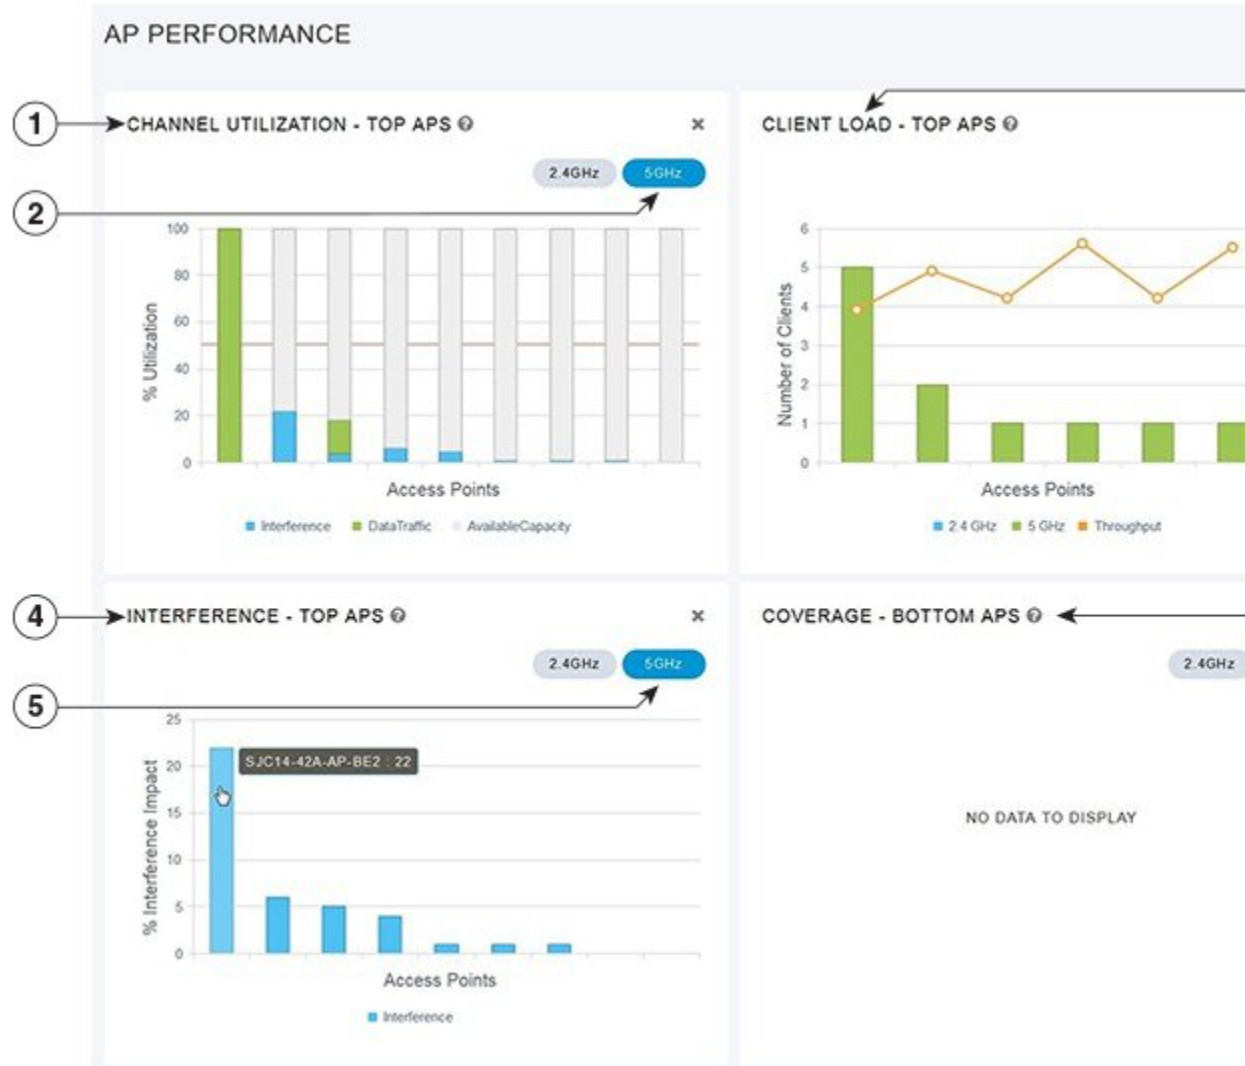 AP PERFORMANCE
1
CHANNEL UTILIZATION - TOP APS
2.4GHz
5GHz
2
100
80
60
40
20
0
% Utilization
Access Points
Interference
DataTraffic
AvailableCapacity
CLIENT LOAD - TOP APS
6
5
4
3
2
1
0
Number of Clients
Access Points
2.4 GHz
5 GHz
Throughput
4
INTERFERENCE - TOP APS
2.4GHz
5GHz
5
25
20
15
10
5
0
% Interference Impact
SJC14-42A-AP-BE2 : 22
Access Points
Interference
COVERAGE - BOTTOM APS
2.4GHz
NO DATA TO DISPLAY